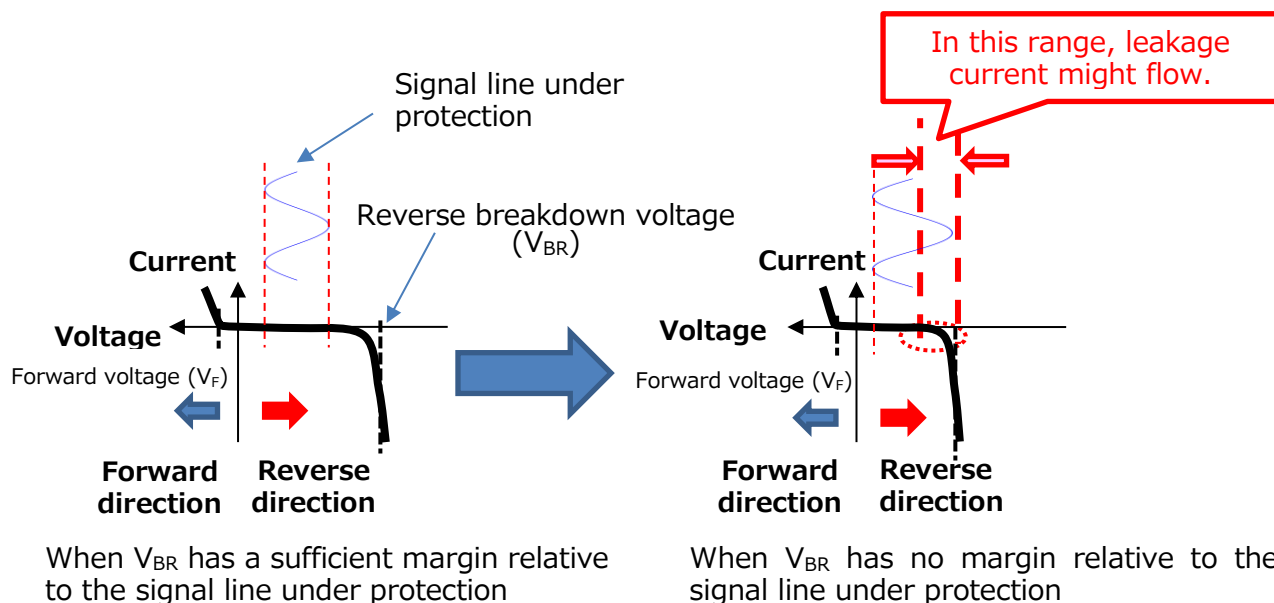 In this range, leakage
current might flow.
Signal line under
protection
Reverse breakdown voltage
(VBR)
Current
Voltage
Forward voltage (VF)
Forward
direction
Reverse
direction
When VBR has a sufficient margin relative
to the signal line under protection
Current
Voltage
Forward voltage (VF)
Forward
direction
Reverse
direction
When VBR has no margin relative to the
signal line under protection